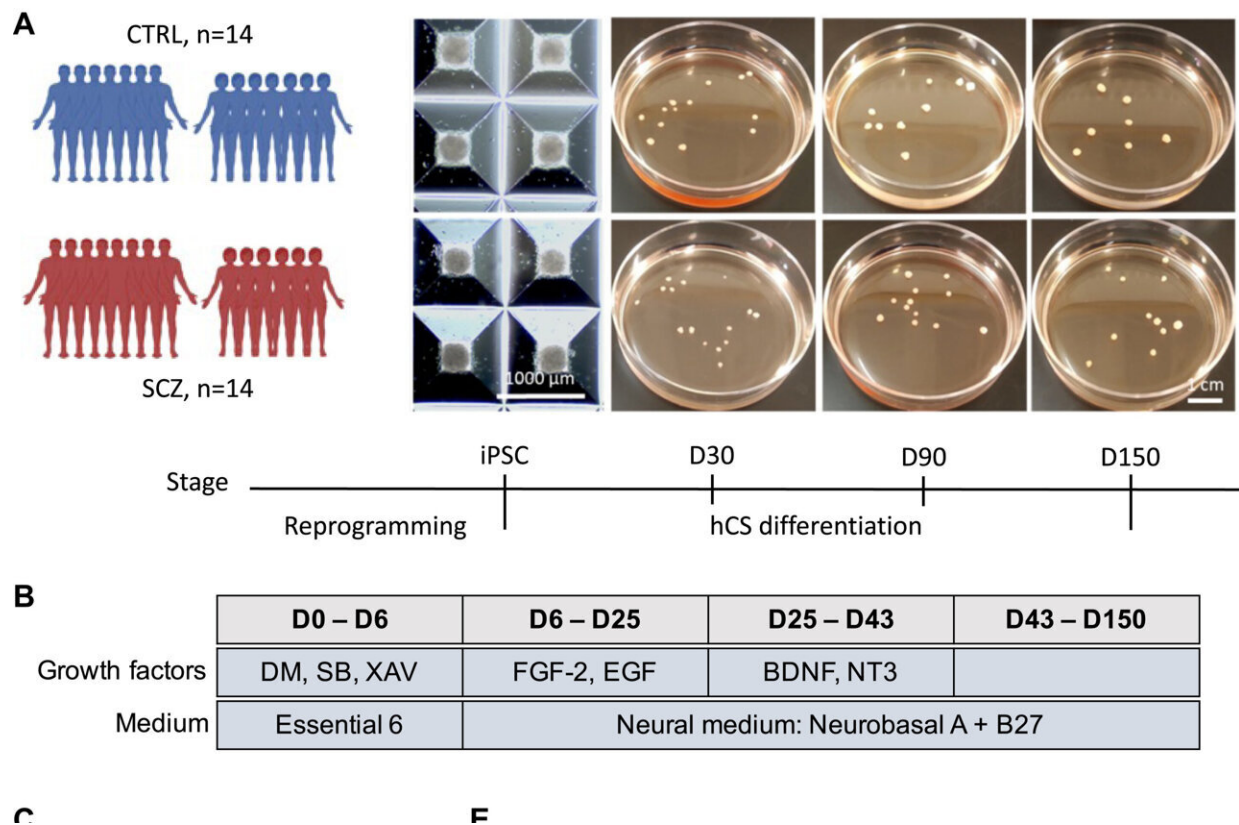 A
CTRL, n=14
SCZ, n=14
1000 µm
1 cm
iPSC D30 D90 D150
Stage
Reprogramming hCS differentiation
B
D0 – D6 D6 – D25 D25 – D43 D43 – D150
Growth factors DM, SB, XAV FGF-2, EGF BDNF, NT3
Medium Essential 6 Neural medium: Neurobasal A + B27
C E